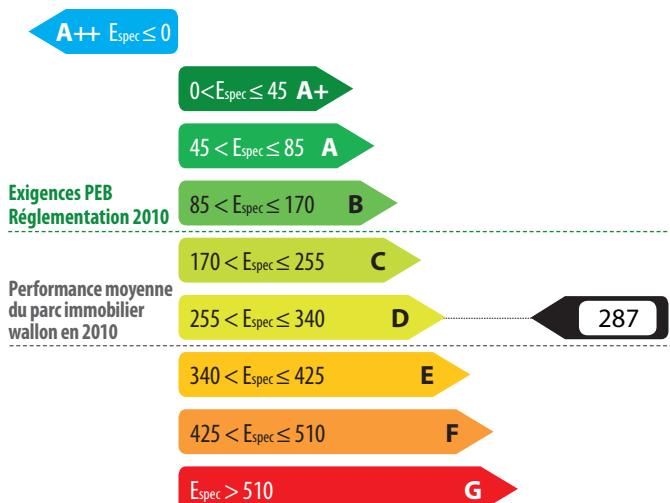 A++ Espec ≤ 0
0<Espec ≤ 45 A+
45 < Espec ≤ 85 A
Exigences PEB
Réglementation 2010
85 < Espec ≤ 170 B
170 < Espec ≤ 255 C
Performance moyenne
du parc immobilier
wallon en 2010
255 < Espec ≤ 340 D
287
340 < Espec ≤ 425 E
425 < Espec ≤ 510 F
Espec > 510 G